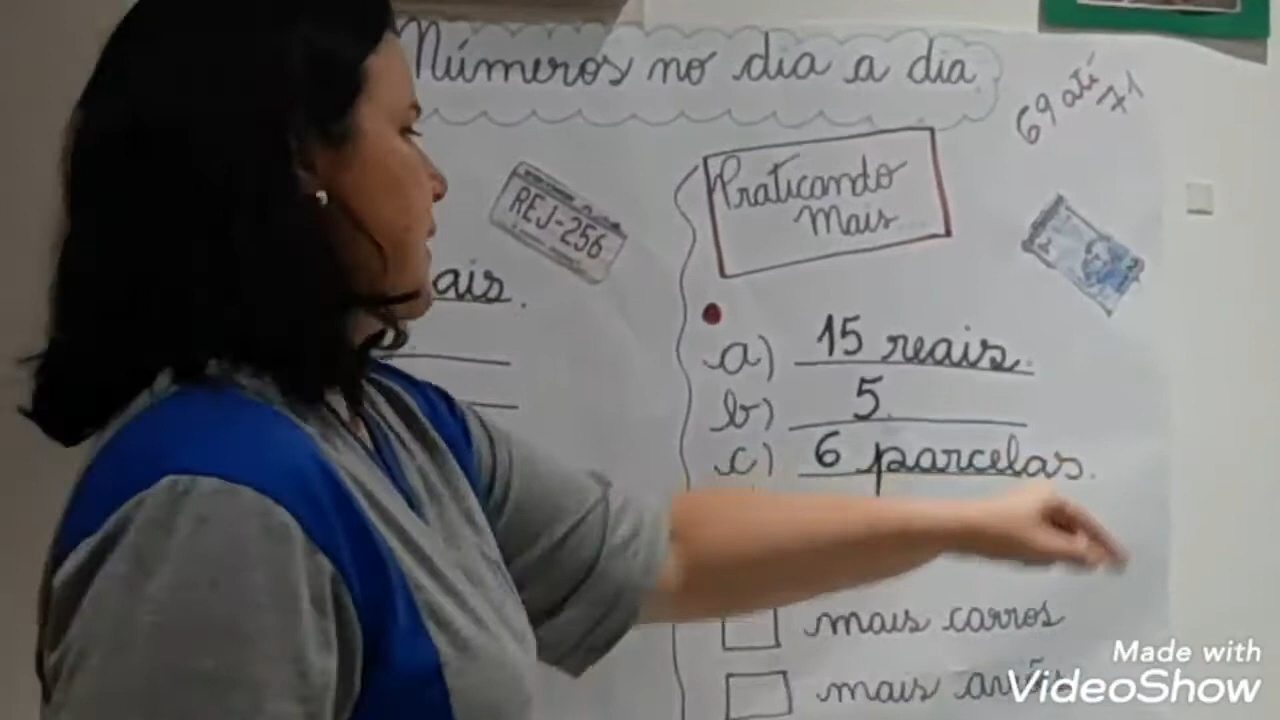 Números no dia a dia
69 até
71
REJ-256
Praticando
Mais
ais.
a) 15 reais.
b) 5.
c) 6 parcelas.
mais carros
mais
Made with
VideoShow